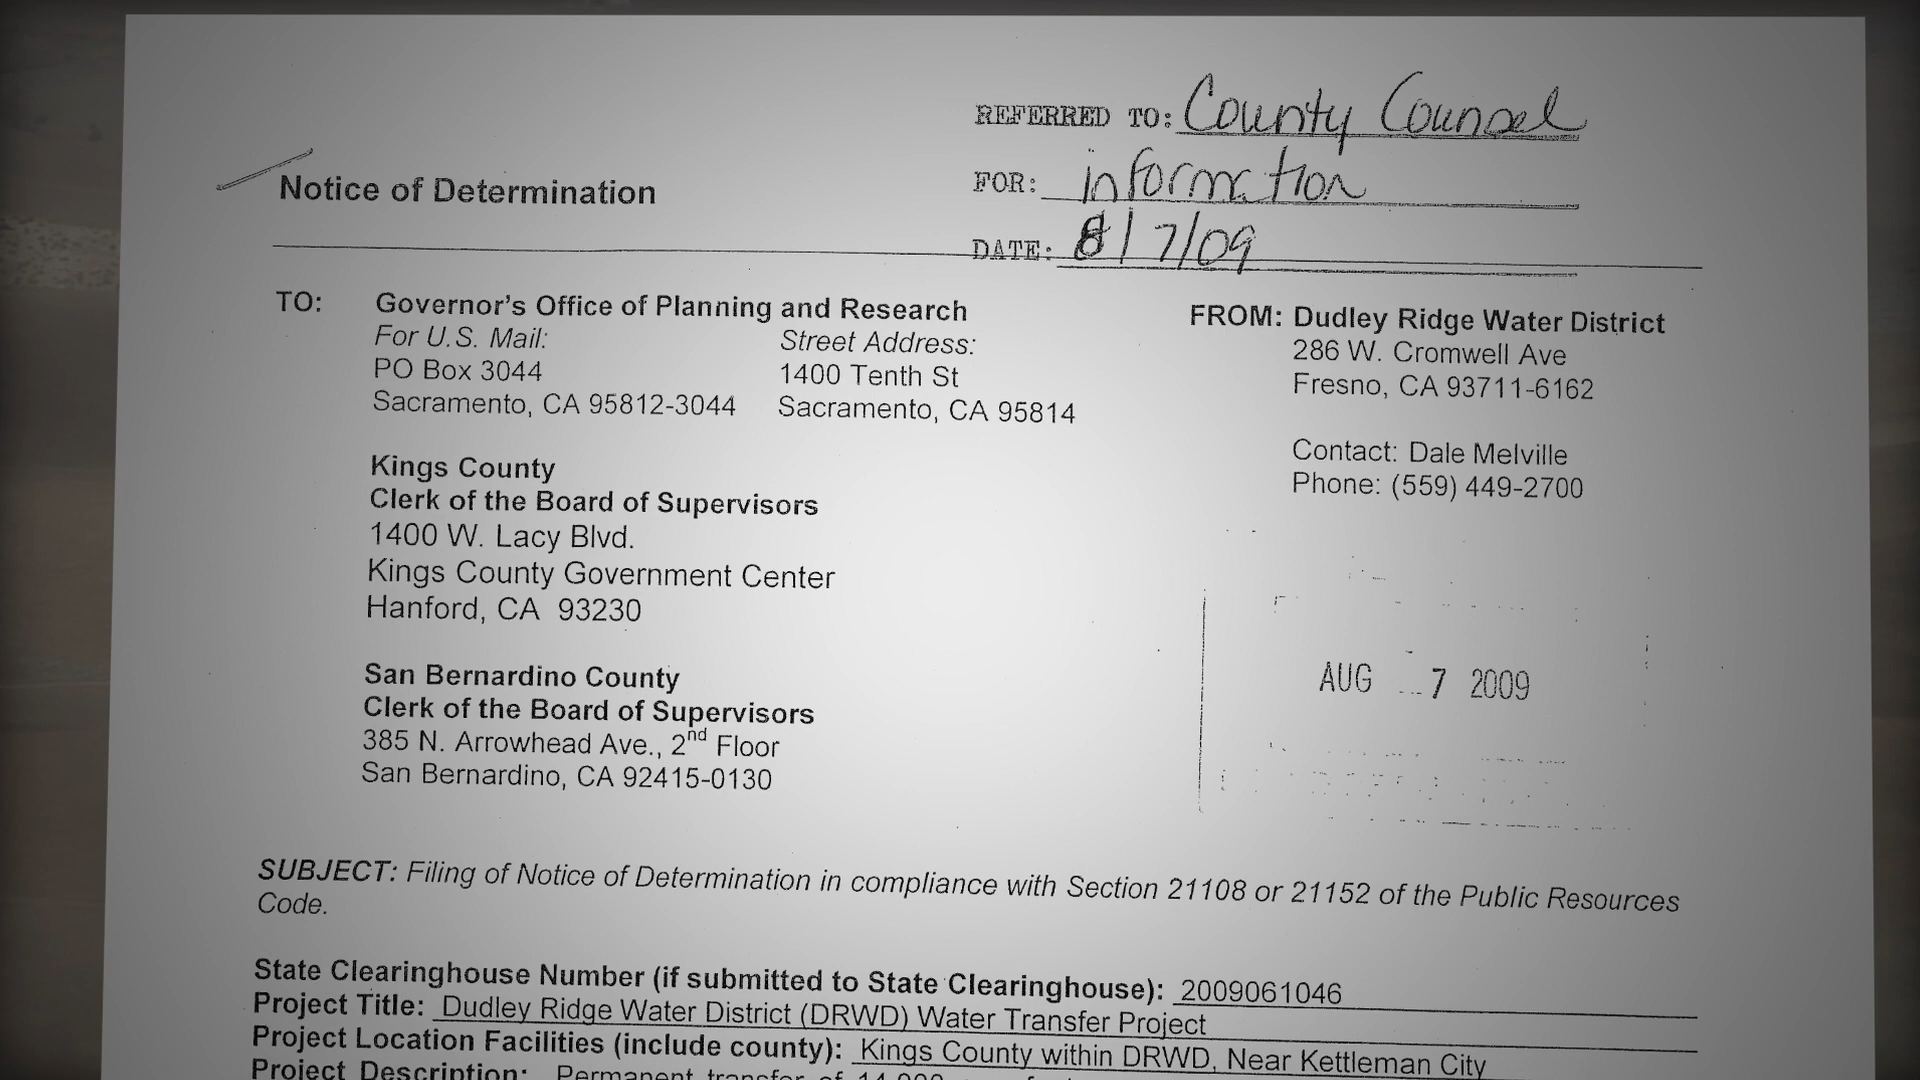 REFERRED TO: County Counsel
FOR: information
DATE: 8/7/09
Notice of Determination
TO: Governor's Office of Planning and Research
For U.S. Mail:
PO Box 3044
Sacramento, CA 95812-3044
Street Address:
1400 Tenth St
Sacramento, CA 95814
FROM: Dudley Ridge Water District
286 W. Cromwell Ave
Fresno, CA 93711-6162
Contact: Dale Melville
Phone: (559) 449-2700
Kings County
Clerk of the Board of Supervisors
1400 W. Lacy Blvd.
Kings County Government Center
Hanford, CA 93230
San Bernardino County
Clerk of the Board of Supervisors
385 N. Arrowhead Ave., 2nd Floor
San Bernardino, CA 92415-0130
AUG 7 2009
SUBJECT: Filing of Notice of Determination in compliance with Section 21108 or 21152 of the Public Resources
Code.
State Clearinghouse Number (if submitted to State Clearinghouse): 2009061046
Project Title: Dudley Ridge Water District (DRWD) Water Transfer Project
Project Location Facilities (include county): Kings County within DRWD, Near Kettleman City
Project Description: Permanent transfer of 14,000